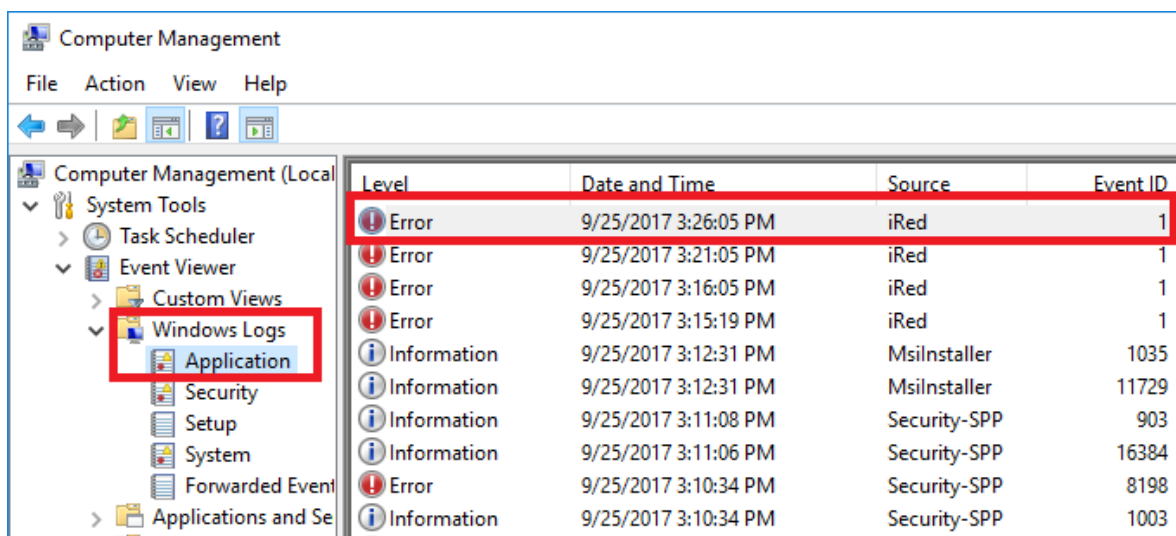 Computer Management
File Action View Help
Computer Management (Local
System Tools
Task Scheduler
Event Viewer
Custom Views
Windows Logs
Application
Security
Setup
System
Forwarded Event
Applications and Se
Level Date and Time Source Event ID
Error 9/25/2017 3:26:05 PM iRed 1
Error 9/25/2017 3:21:05 PM iRed 1
Error 9/25/2017 3:16:05 PM iRed 1
Error 9/25/2017 3:15:19 PM iRed 1
Information 9/25/2017 3:12:31 PM MsiInstaller 1035
Information 9/25/2017 3:12:31 PM MsiInstaller 11729
Information 9/25/2017 3:11:08 PM Security-SPP 903
Information 9/25/2017 3:11:06 PM Security-SPP 16384
Error 9/25/2017 3:10:34 PM Security-SPP 8198
Information 9/25/2017 3:10:34 PM Security-SPP 1003